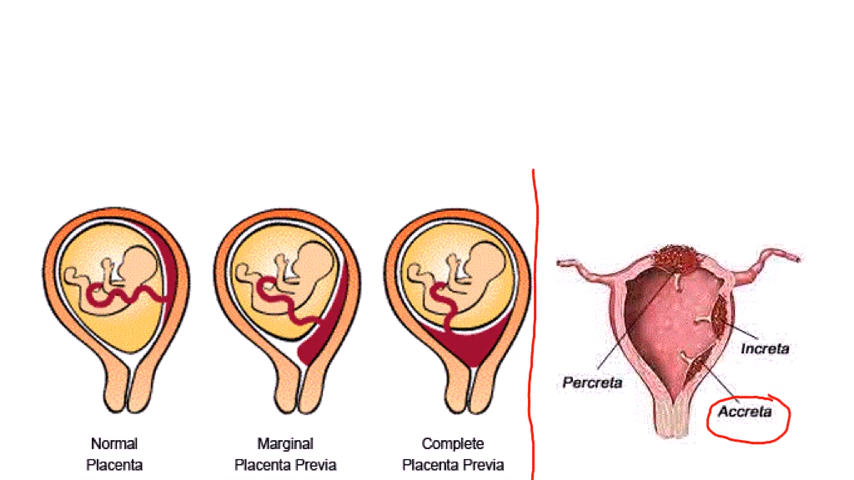 Normal
Placenta
Marginal
Placenta Previa
Complete
Placenta Previa
Percreta
Increta
Accreta